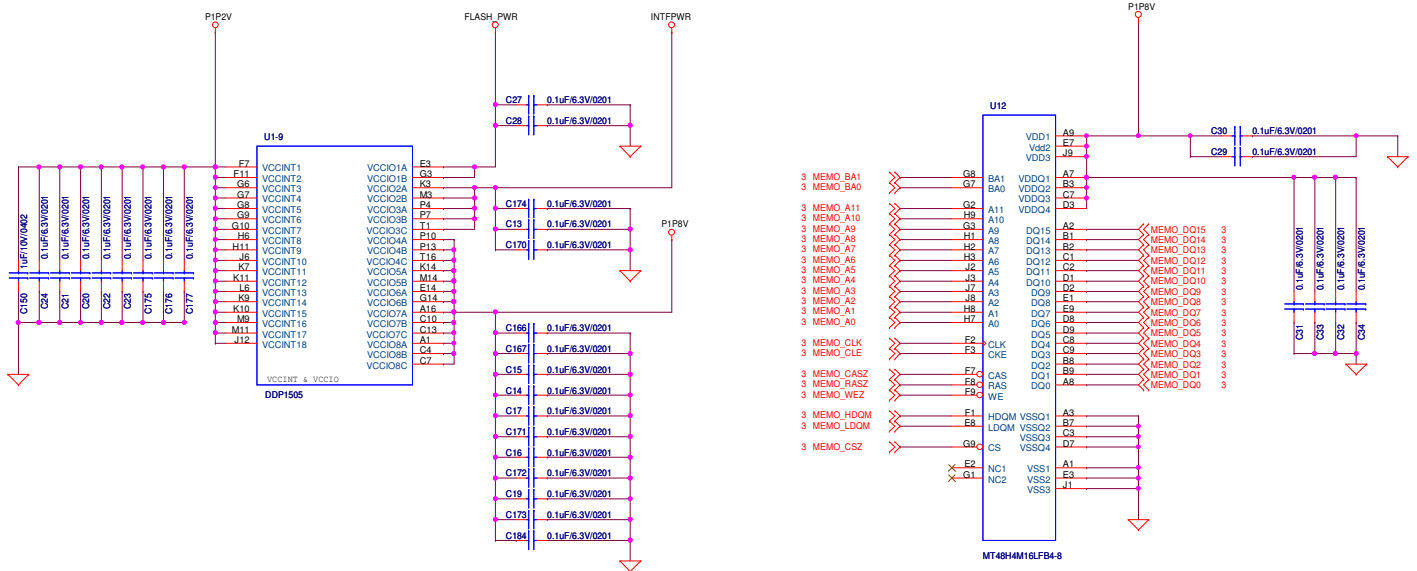 P1P2V
FLASH_PWR
INTFPWR
C27 0.1uF/6.3V/0201
C28 0.1uF/6.3V/0201
U1-9
F7 VCCINT1 VCCIO1A E3
F11 VCCINT2 VCCIO1B G3
G6 VCCINT3 VCCIO2A K3
G7 VCCINT4 VCCIO2B M3
G8 VCCINT5 VCCIO3A P4
G9 VCCINT6 VCCIO3B P7
G10 VCCINT7 VCCIO3C T1
H6 VCCINT8 VCCIO4A P10
H11 VCCINT9 VCCIO4B P13
J6 VCCINT10 VCCIO4C T16
K7 VCCINT11 VCCIO5A K14
K11 VCCINT12 VCCIO5B M14
L6 VCCINT13 VCCIO6A E14
K9 VCCINT14 VCCIO6B G14
K10 VCCINT15 VCCIO7A A16
M9 VCCINT16 VCCIO7B C10
M11 VCCINT17 VCCIO7C C13
J12 VCCINT18 VCCIO8A A1
VCCIO8B C4
VCCIO8C C7
VCCINT & VCCIO
DDP1505
C150 1uF/10V/0402
C24 0.1uF/6.3V/0201
C21 0.1uF/6.3V/0201
C20 0.1uF/6.3V/0201
C22 0.1uF/6.3V/0201
C23 0.1uF/6.3V/0201
C175 0.1uF/6.3V/0201
C176 0.1uF/6.3V/0201
C177 0.1uF/6.3V/0201
C174 0.1uF/6.3V/0201
C13 0.1uF/6.3V/0201
C170 0.1uF/6.3V/0201
P1P8V
C166 0.1uF/6.3V/0201
C167 0.1uF/6.3V/0201
C15 0.1uF/6.3V/0201
C14 0.1uF/6.3V/0201
C17 0.1uF/6.3V/0201
C171 0.1uF/6.3V/0201
C16 0.1uF/6.3V/0201
C172 0.1uF/6.3V/0201
C19 0.1uF/6.3V/0201
C173 0.1uF/6.3V/0201
C184 0.1uF/6.3V/0201
P1P8V
U12
VDD1 A9
Vdd2 E7
VDD3 J9
C30 0.1uF/6.3V/0201
C29 0.1uF/6.3V/0201
3 MEMO_BA1 G8 BA1 VDDQ1 A7
3 MEMO_BA0 G7 BA0 VDDQ2 B3
VDDQ3 C7
3 MEMO_A11 G2 A11 VDDQ4 D3
3 MEMO_A10 H9 A10
3 MEMO_A9 G3 A9 DQ15 A2 MEMO_DQ15 3
3 MEMO_A8 H1 A8 DQ14 B1 MEMO_DQ14 3
3 MEMO_A7 H2 A7 DQ13 B2 MEMO_DQ13 3
3 MEMO_A6 H3 A6 DQ12 C1 MEMO_DQ12 3
3 MEMO_A5 J2 A5 DQ11 C2 MEMO_DQ11 3
3 MEMO_A4 J3 A4 DQ10 D1 MEMO_DQ10 3
3 MEMO_A3 J7 A3 DQ9 D2 MEMO_DQ9 3
3 MEMO_A2 J8 A2 DQ8 E1 MEMO_DQ8 3
3 MEMO_A1 H8 A1 DQ7 E9 MEMO_DQ7 3
3 MEMO_A0 H7 A0 DQ6 D8 MEMO_DQ6 3
DQ5 D9 MEMO_DQ5 3
3 MEMO_CLK F2 CLK DQ4 C8 MEMO_DQ4 3
3 MEMO_CLE F3 CKE DQ3 C9 MEMO_DQ3 3
DQ2 B8 MEMO_DQ2 3
3 MEMO_CASZ F7 CAS DQ1 B9 MEMO_DQ1 3
3 MEMO_RASZ F8 RAS DQ0 A8 MEMO_DQ0 3
3 MEMO_WEZ F9 WE
3 MEMO_HDQM F1 HDQM VSSQ1 A3
3 MEMO_LDQM E8 LDQM VSSQ2 B7
VSSQ3 C3
3 MEMO_CSZ G9 CS VSSQ4 D7
E2 NC1 VSS1 A1
G1 NC2 VSS2 E3
VSS3 J1
MT48H4M16LFB4-8
C31 0.1uF/6.3V/0201
C33 0.1uF/6.3V/0201
C32 0.1uF/6.3V/0201
C34 0.1uF/6.3V/0201